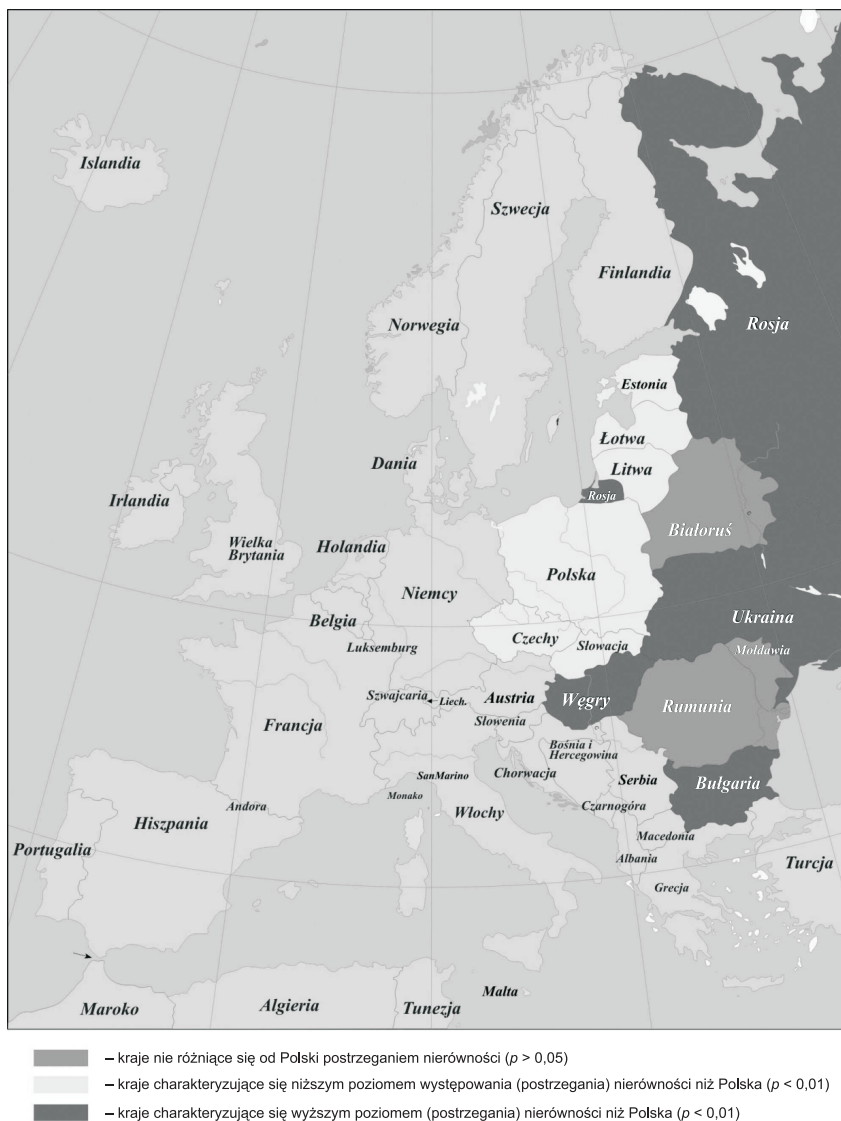 Islandia
Szwecja
Finlandia
Norwegia
Rosja
Estonia
Łotwa
Dania
Litwa
Rosja
Irlandia
Wielka
Brytania
Holandia
Białoruś
Polska
Niemcy
Belgia
Ukraina
Czechy
Luksemburg
Słowacja
Mołdawia
Szwajcaria
Liech.
Austria
Węgry
Rumunia
Francja
Słowenia
Bośnia i
Hercegowina
SanMarino
Chorwacja
Serbia
Bułgaria
Monako
Andora
Czarnogóra
Włochy
Hiszpania
Macedonia
Portugalia
Albania
Turcja
Grecja
Malta
Maroko
Algieria
Tunezja
– kraje nie różniące się od Polski postrzeganiem nierówności (p > 0,05)
– kraje charakteryzujące się niższym poziomem występowania (postrzegania) nierówności niż Polska (p < 0,01)
– kraje charakteryzujące się wyższym poziomem (postrzegania) nierówności niż Polska (p < 0,01)